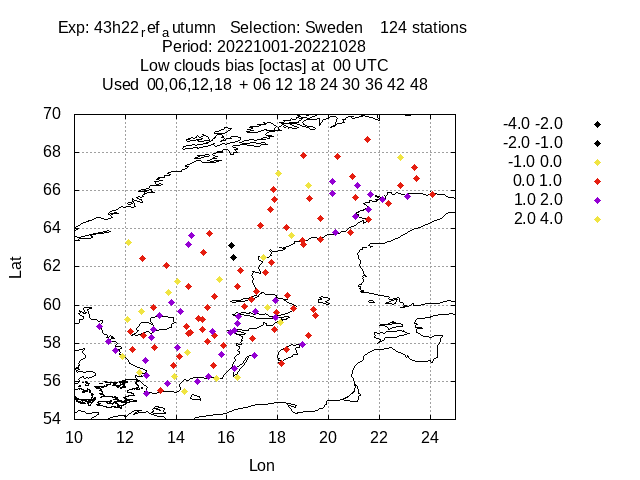 Exp: 43h22ref autumn Selection: Sweden 124 stations
Period: 20221001-20221028
Low clouds bias [octas] at 00 UTC
Used 00,06,12,18 + 06 12 18 24 30 36 42 48
-4.0 -2.0
-2.0 -1.0
-1.0 0.0
0.0 1.0
1.0 2.0
2.0 4.0
70
68
66
64
62
60
58
56
54
Lat
10 12 14 16 18 20 22 24
Lon